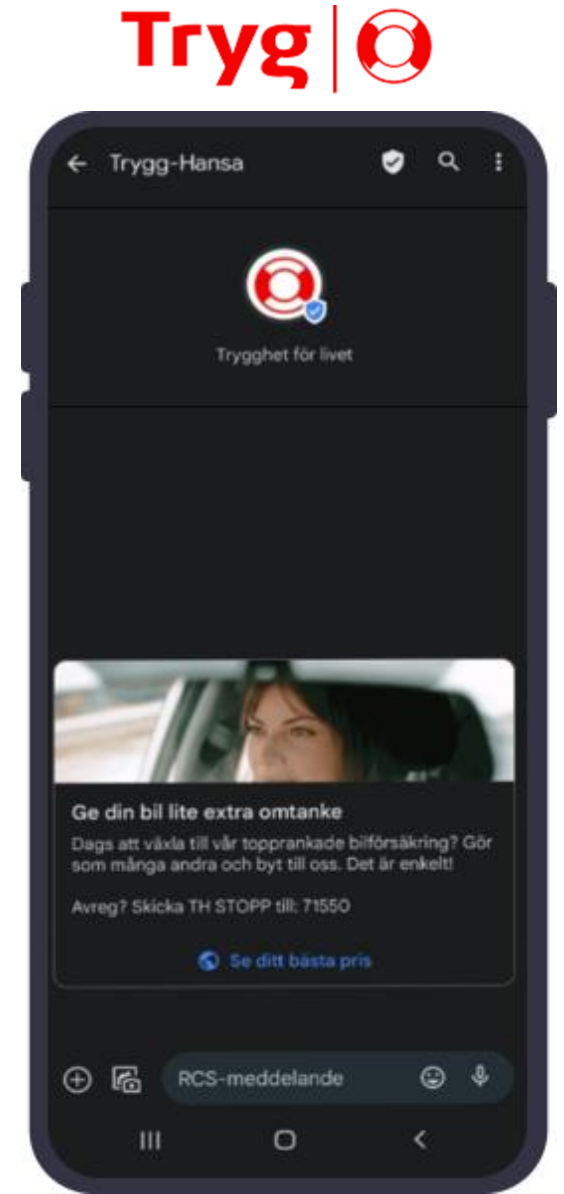 Tryg
Trygg-Hansa
Trygghet för livet
Ge din bil lite extra omtanke
Dags att växla till vår topprankade bilförsäkring? Gör
som många andra och byt till oss. Det är enkelt!
Avreg? Skicka TH STOPP till: 71550
Se ditt bästa pris
RCS-meddelande